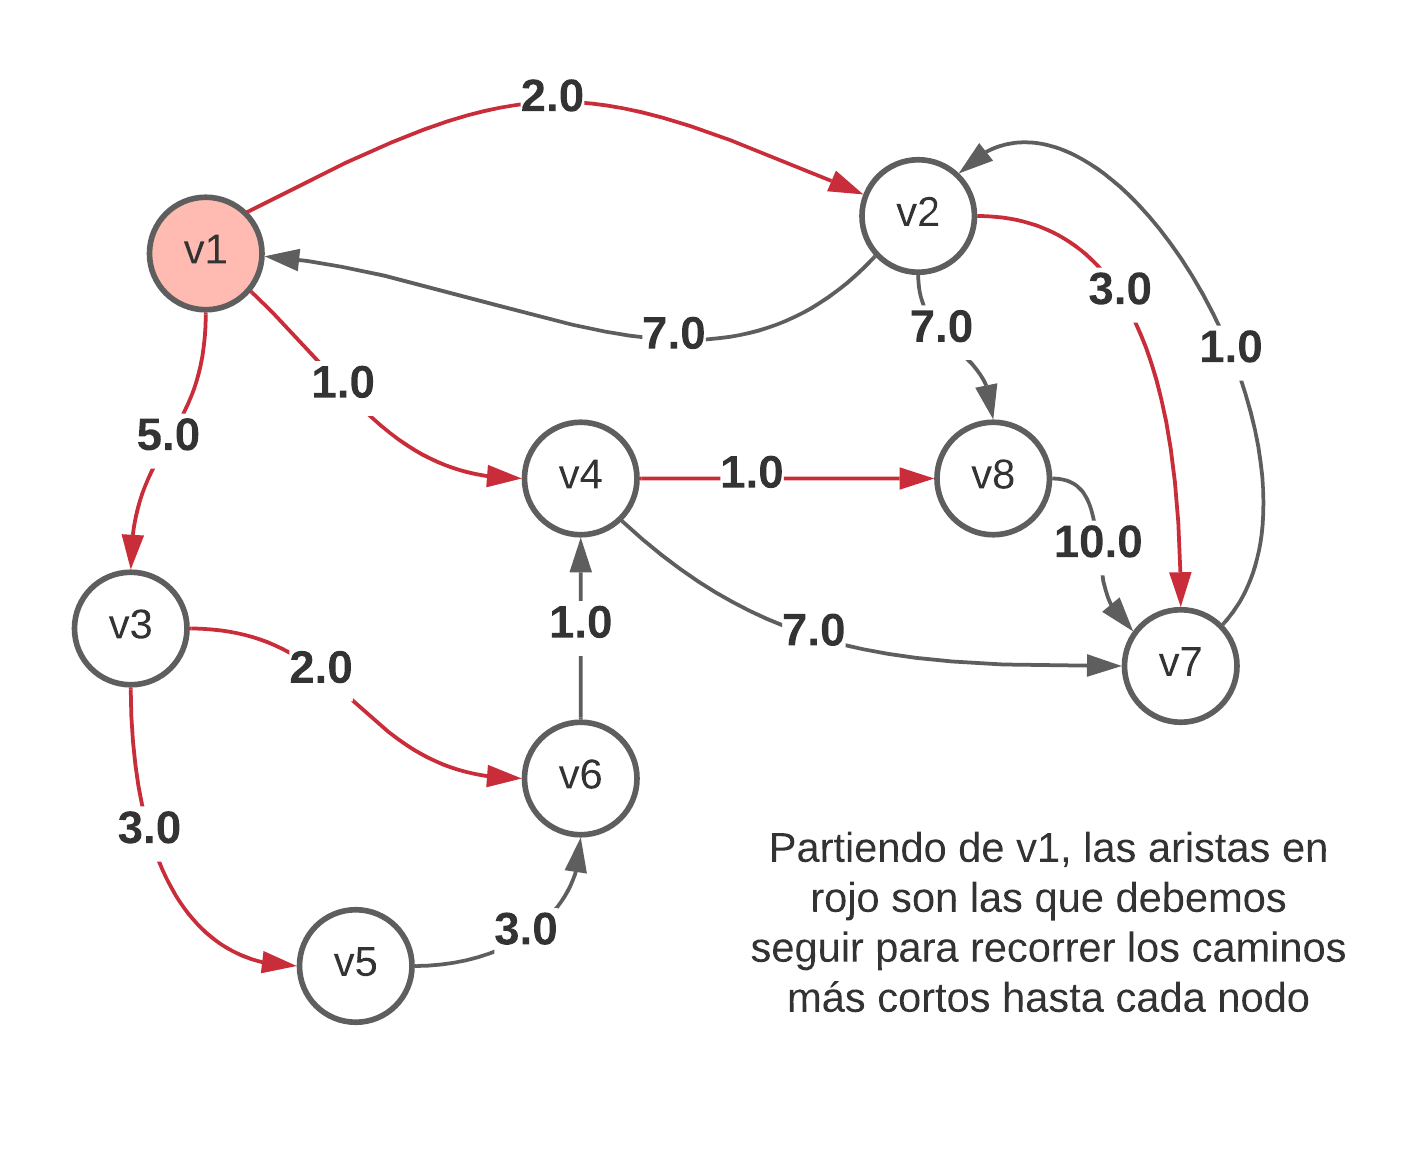 2.0
v2
v1
3.0
7.0
7.0
1.0
1.0
5.0
v4
1.0
v8
10.0
v3
1.0
7.0
2.0
v7
v6
3.0
Partiendo de v1, las aristas en
rojo son las que debemos
seguir para recorrer los caminos
más cortos hasta cada nodo
3.0
v5